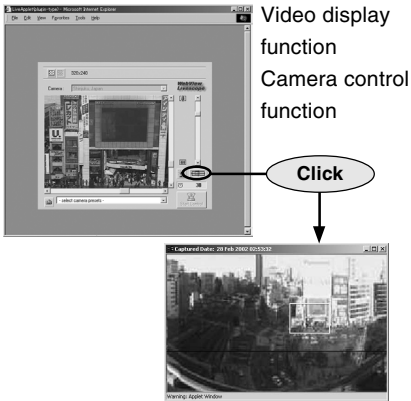 LiveApplet(plugin-type) - Microsoft Internet Explorer
File Edit View Favorites Tools Help
Video display
function
Camera control
function
320x240
Camera:
WebView
Livescope
- select camera presets -
Click
Captured Date: 28 Feb 2002 02:53:32
Panasonic
Warning: Applet Window